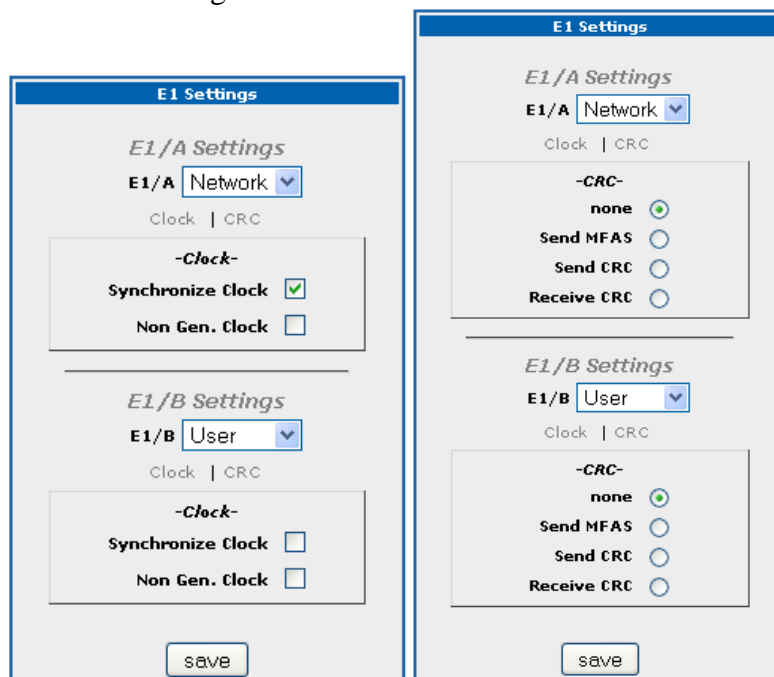 E1 Settings
E1/A Settings
E1/A Network
Clock | CRC
-Clock-
Synchronize Clock
Non Gen. Clock
E1/B Settings
E1/B User
Clock | CRC
-Clock-
Synchronize Clock
Non Gen. Clock
save
E1 Settings
E1/A Settings
E1/A Network
Clock | CRC
-CRC-
none
Send MFAS
Send CRC
Receive CRC
E1/B Settings
E1/B User
Clock | CRC
-CRC-
none
Send MFAS
Send CRC
Receive CRC
save